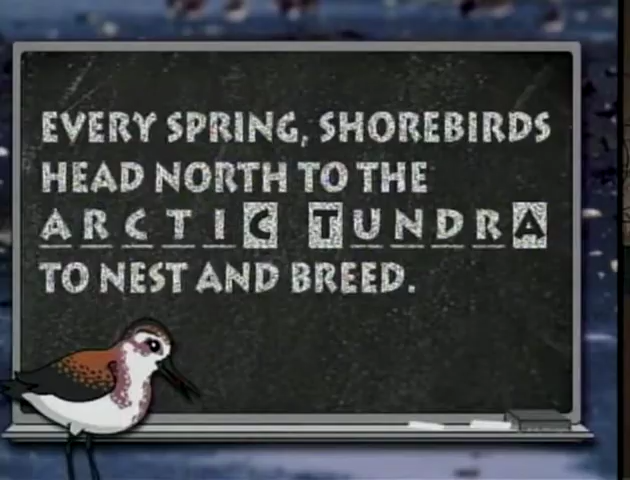 EVERY SPRING, SHOREBIRDS
HEAD NORTH TO THE
ARCTIC TUNDRA
TO NEST AND BREED.